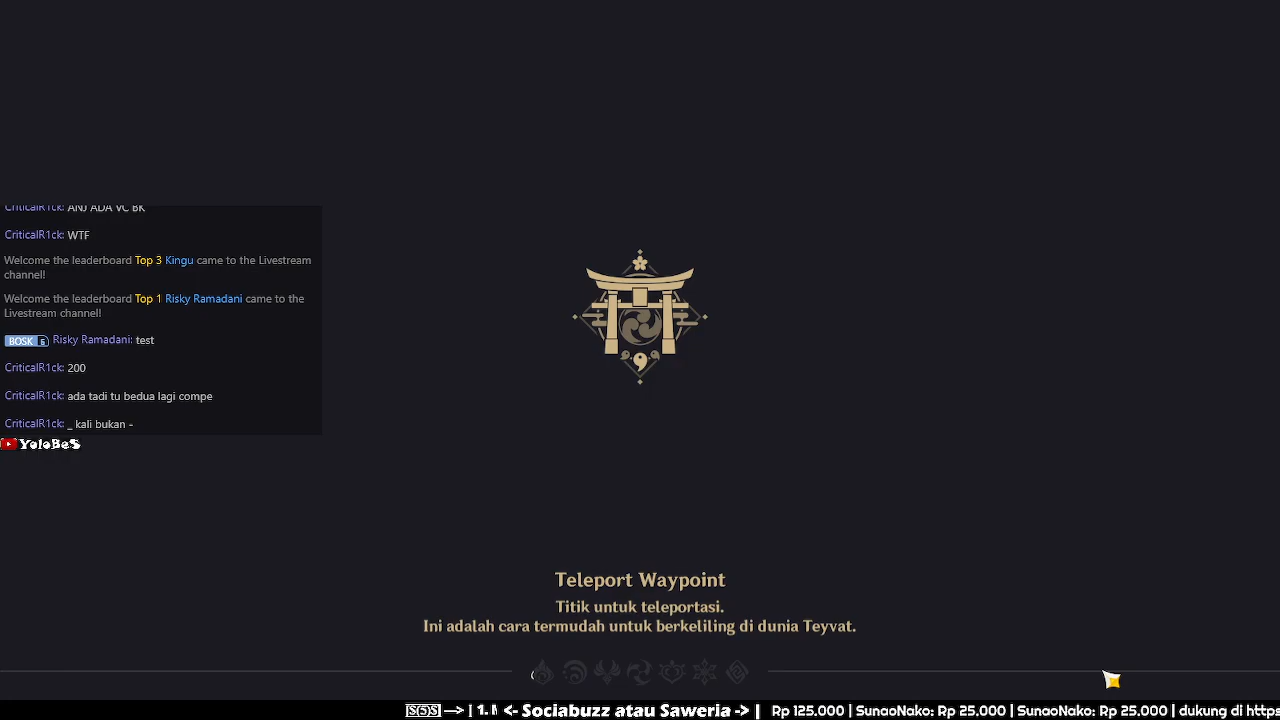 CriticalR1ck: ANJ ADA VC BK
CriticalR1ck: WTF
Welcome the leaderboard Top 3 Kingu came to the Livestream
channel!
Welcome the leaderboard Top 1 Risky Ramadani came to the
Livestream channel!
BOSK 6 Risky Ramadani: test
CriticalR1ck: 200
CriticalR1ck: ada tadi tu bedua lagi compe
CriticalR1ck: _ kali bukan -
YoloBeS
Teleport Waypoint
Titik untuk teleportasi.
Ini adalah cara termudah untuk berkeliling di dunia Teyvat.
—> | 1. <- Sociabuzz atau Saweria -> | Rp 125.000 | SunaoNako: Rp 25.000 | SunaoNako: Rp 25.000 | dukung di https